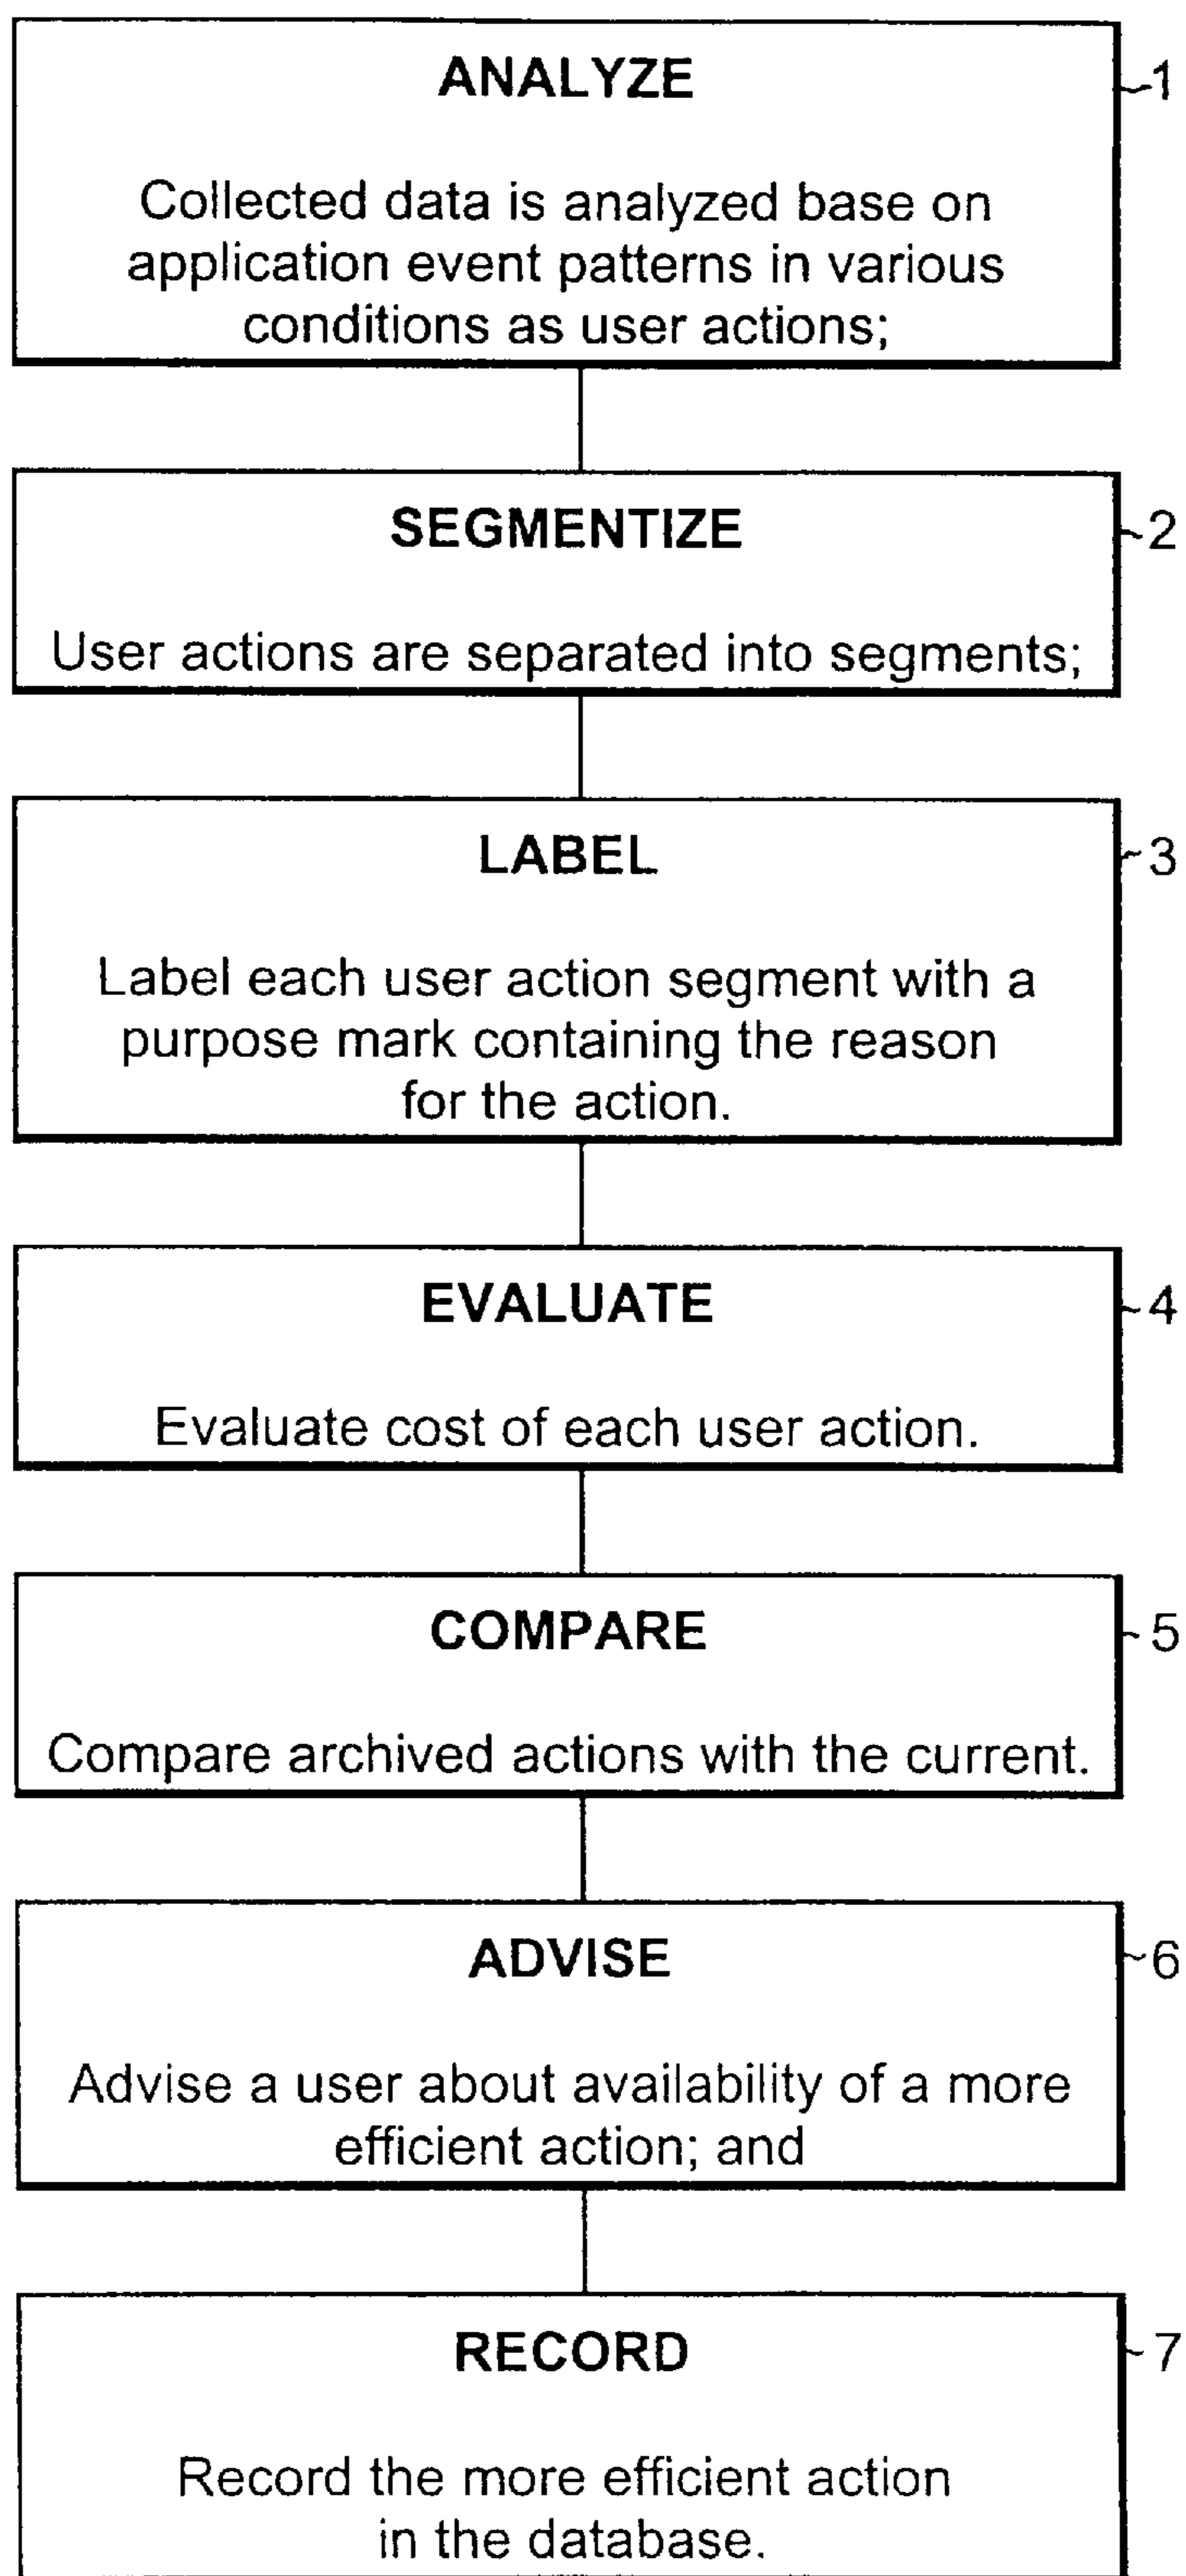 ANALYZE
1
Collected data is analyzed base on
application event patterns in various
conditions as user actions;
SEGMENTIZE
2
User actions are separated into segments;
LABEL
3
Label each user action segment with a
purpose mark containing the reason
for the action.
EVALUATE
4
Evaluate cost of each user action.
COMPARE
5
Compare archived actions with the current.
ADVISE
6
Advise a user about availability of a more
efficient action; and
RECORD
7
Record the more efficient action
in the database.